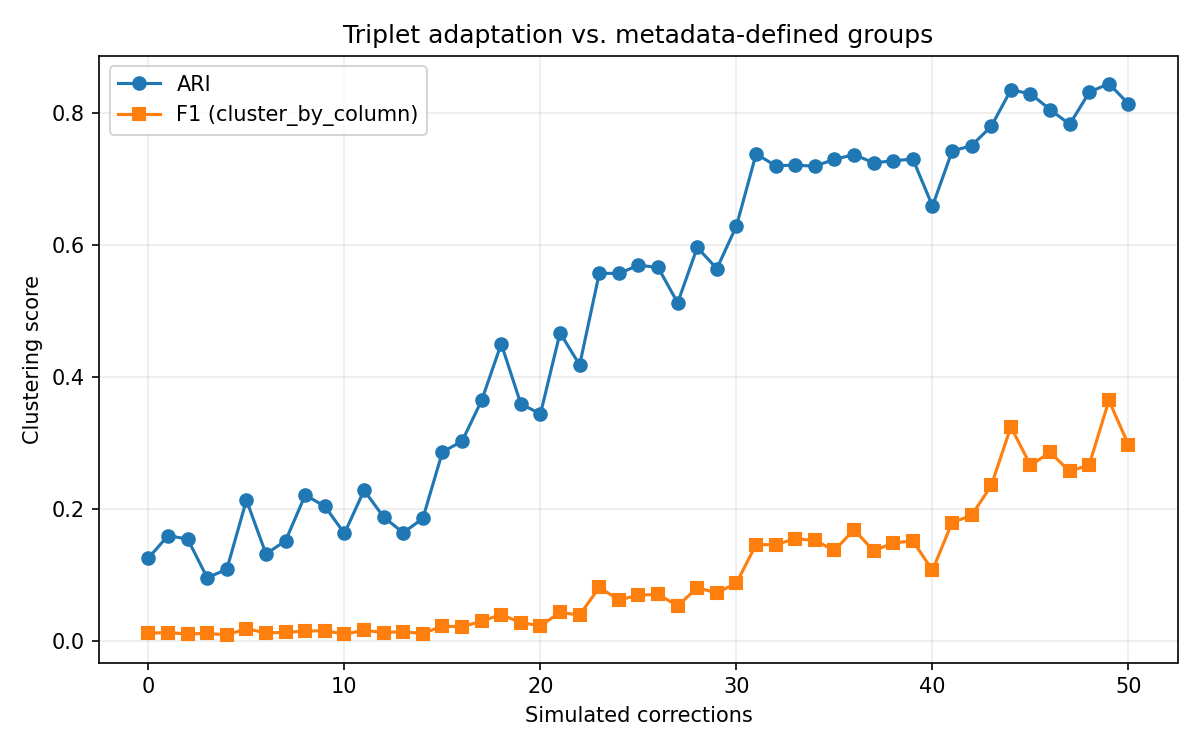 Triplet adaptation vs. metadata-defined groups
ARI
F1 (cluster_by_column)
Clustering score
0.8
0.6
0.4
0.2
0.0
0 10 20 30 40 50
Simulated corrections